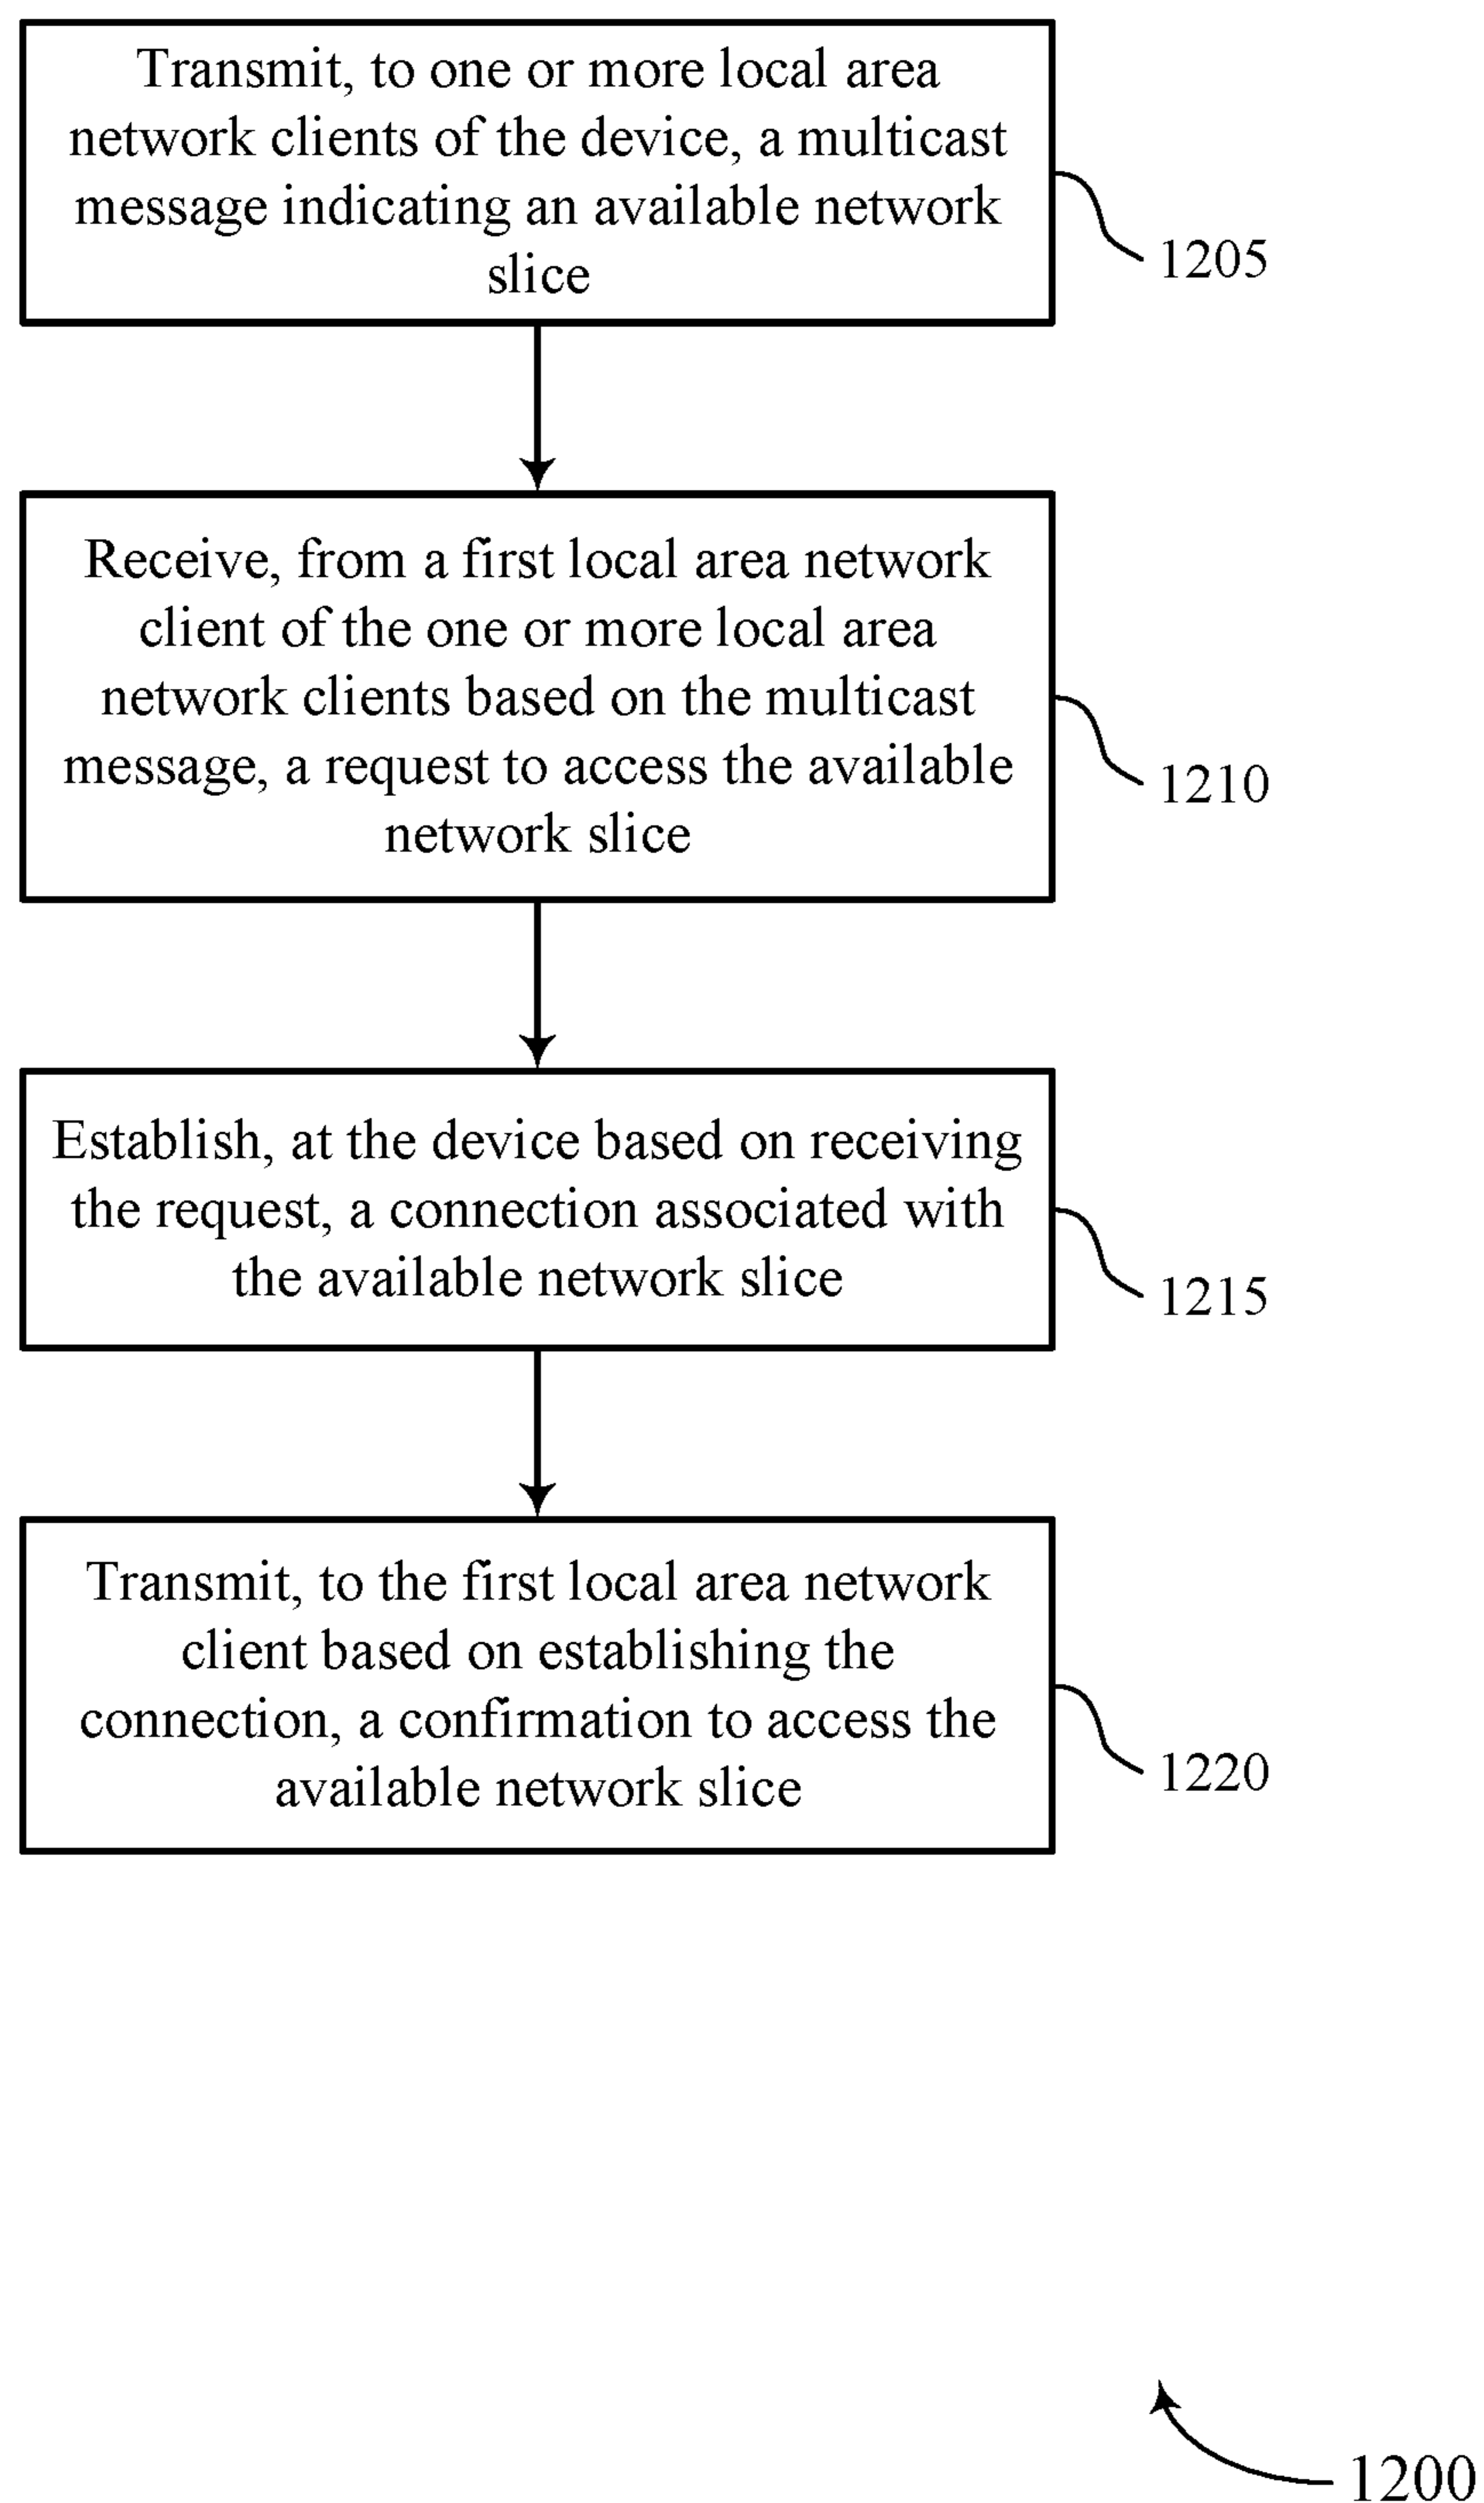 Transmit, to one or more local area
network clients of the device, a multicast
message indicating an available network
slice
1205
Receive, from a first local area network
client of the one or more local area
network clients based on the multicast
message, a request to access the available
network slice
1210
Establish, at the device based on receiving
the request, a connection associated with
the available network slice
1215
Transmit, to the first local area network
client based on establishing the
connection, a confirmation to access the
available network slice
1220
1200